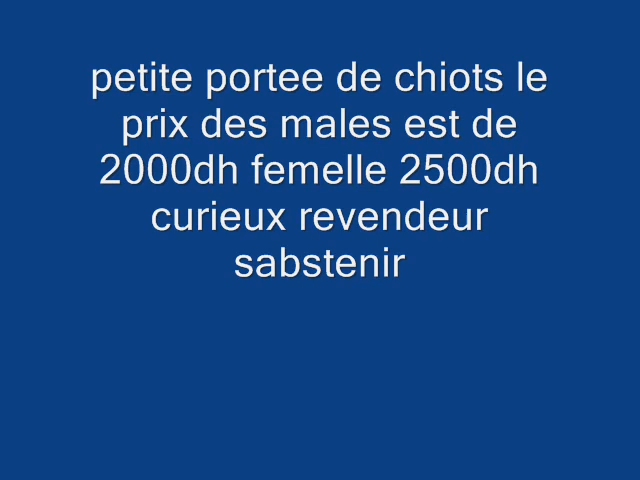 petite portee de chiots le
prix des males est de
2000dh femelle 2500dh
curieux revendeur
sabstenir